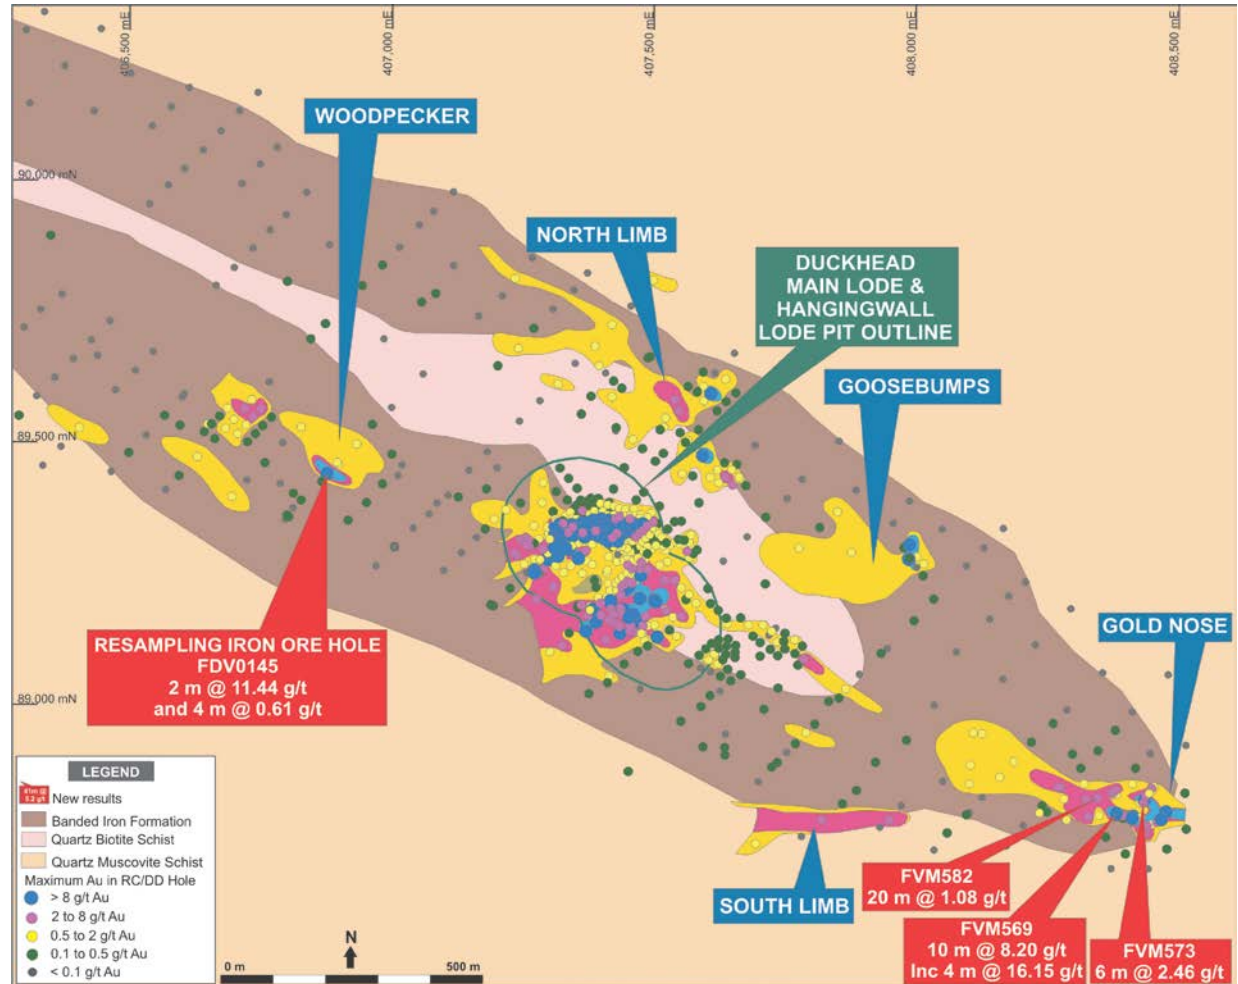 406,500 mE
407,000 mE
407,500 mE
408,000 mE
408,500 mE
WOODPECKER
90,000 mN
NORTH LIMB
DUCKHEAD
MAIN LODE &
HANGINGWALL
LODE PIT OUTLINE
GOOSEBUMPS
89,500 mN
GOLD NOSE
RESAMPLING IRON ORE HOLE
FDV0145
2 m @ 11.44 g/t
and 4 m @ 0.61 g/t
89,000 mN
LEGEND
New results
Banded Iron Formation
Quartz Biotite Schist
Quartz Muscovite Schist
Maximum Au in RC/DD Hole
> 8 g/t Au
2 to 8 g/t Au
0.5 to 2 g/t Au
0.1 to 0.5 g/t Au
< 0.1 g/t Au
N
0 m
500 m
SOUTH LIMB
FVM582
20 m @ 1.08 g/t
FVM569
10 m @ 8.20 g/t
Inc 4 m @ 16.15 g/t
FVM573
6 m @ 2.46 g/t